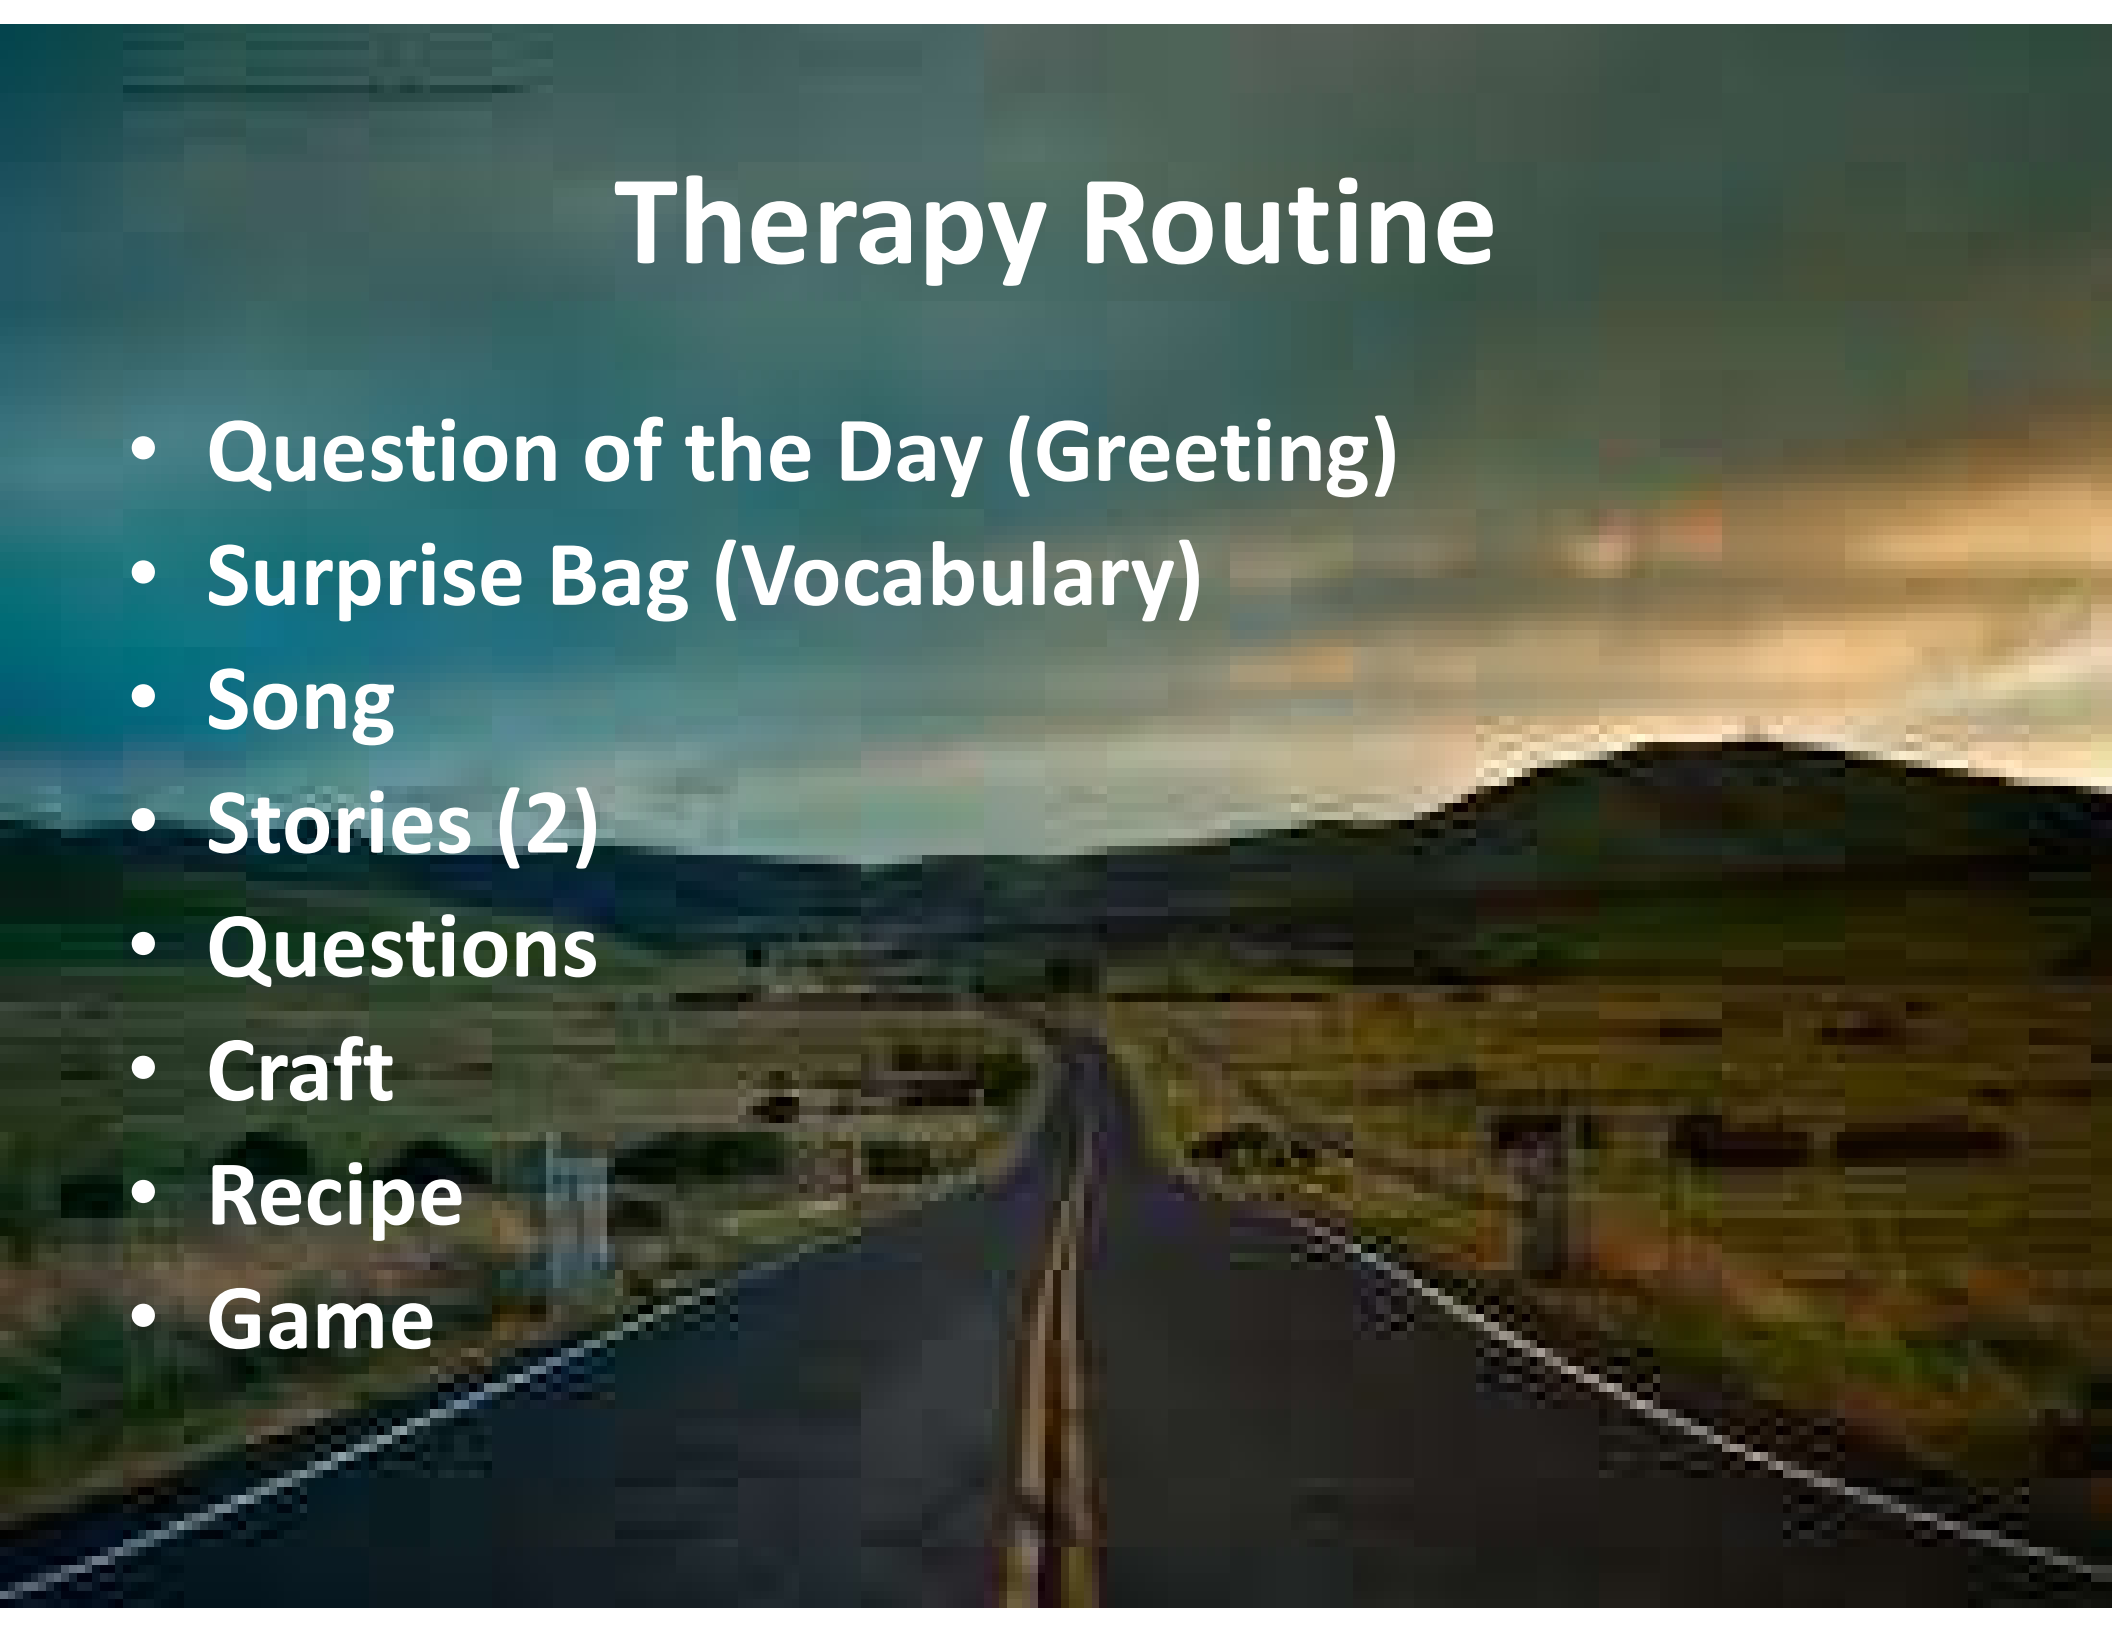 Therapy Routine
• Question of the Day (Greeting)
• Surprise Bag (Vocabulary)
• Song
• Stories (2)
• Questions
• Craft
• Recipe
• Game